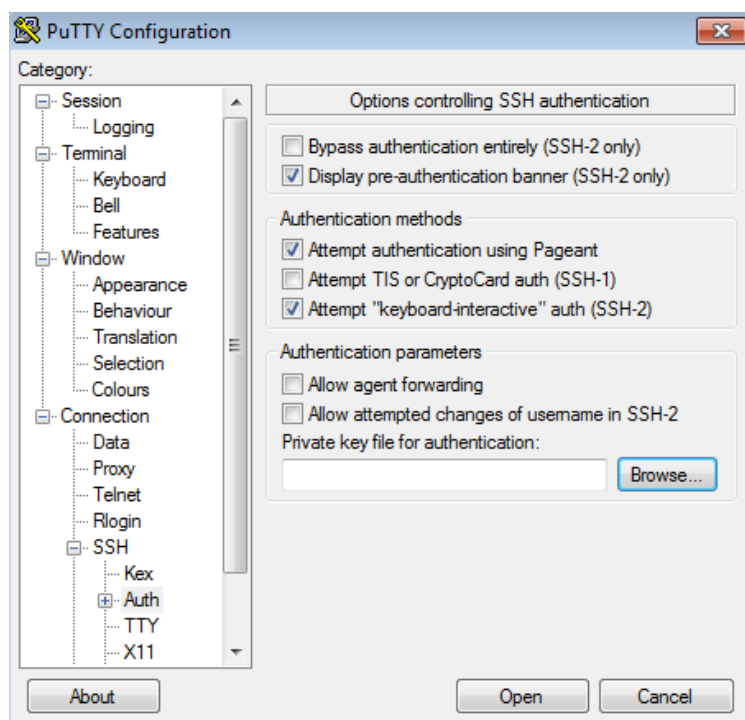 PuTTY Configuration
Category:
Session
Logging
Terminal
Keyboard
Bell
Features
Window
Appearance
Behaviour
Translation
Selection
Colours
Connection
Data
Proxy
Telnet
Rlogin
SSH
Kex
Auth
TTY
X11
Options controlling SSH authentication
Bypass authentication entirely (SSH-2 only)
Display pre-authentication banner (SSH-2 only)
Authentication methods
Attempt authentication using Pageant
Attempt TIS or CryptoCard auth (SSH-1)
Attempt "keyboard-interactive" auth (SSH-2)
Authentication parameters
Allow agent forwarding
Allow attempted changes of username in SSH-2
Private key file for authentication:
Browse...
About
Open
Cancel